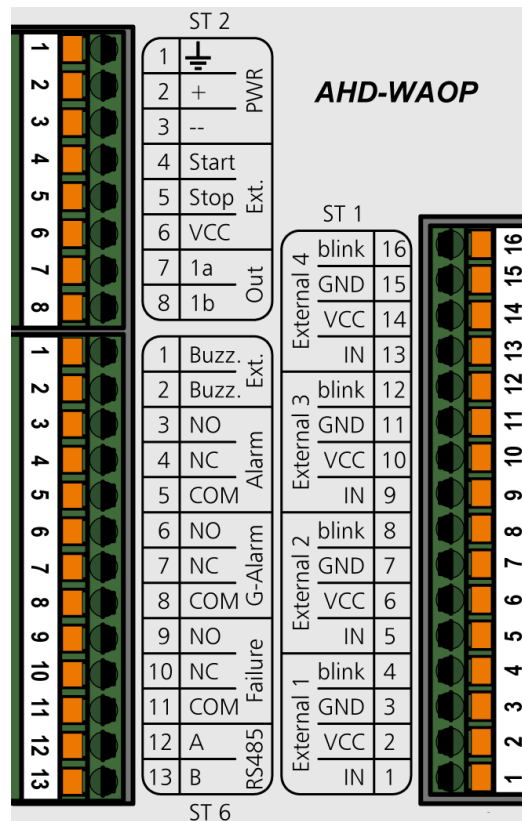 ST 2
AHD-WAOP
1
2
3
4
5
6
7
8
1
2 +
3 --
PWR
4 Start
5 Stop
6 VCC
Ext.
7 1a
8 1b
Out
1
2
3
4
5
6
7
8
9
10
11
12
13
1 Buzz.
2 Buzz.
Ext.
3 NO
4 NC
5 COM
Alarm
6 NO
7 NC
8 COM
G-Alarm
9 NO
10 NC
11 COM
Failure
12 A
13 B
RS485
ST 6
ST 1
External 4
blink 16
GND 15
VCC 14
IN 13
External 3
blink 12
GND 11
VCC 10
IN 9
External 2
blink 8
GND 7
VCC 6
IN 5
External 1
blink 4
GND 3
VCC 2
IN 1
16
15
14
13
12
11
10
9
8
7
6
5
4
3
2
1